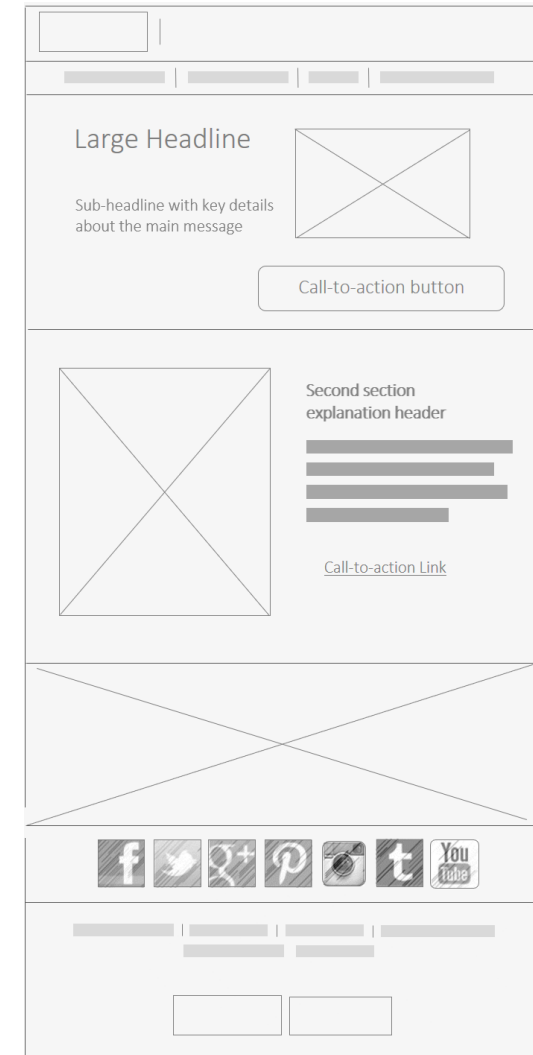 Large Headline
Sub-headline with key details
about the main message
Call-to-action button
Second section
explanation header
Call-to-action Link
f g+ P t You
Tube